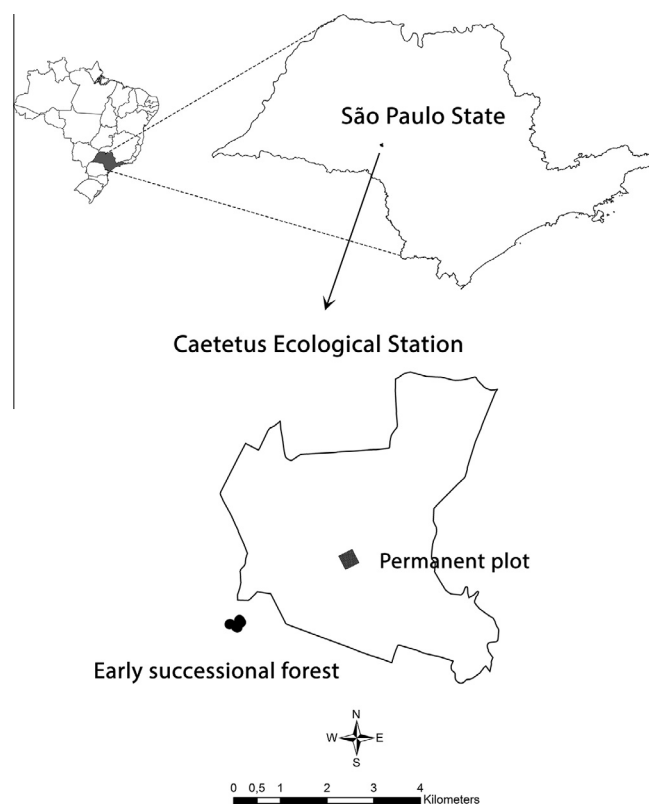 São Paulo State
Caetetus Ecological Station
Permanent plot
Early successional forest
N
W E
S
0 0,5 1 2 3 4
Kilometers